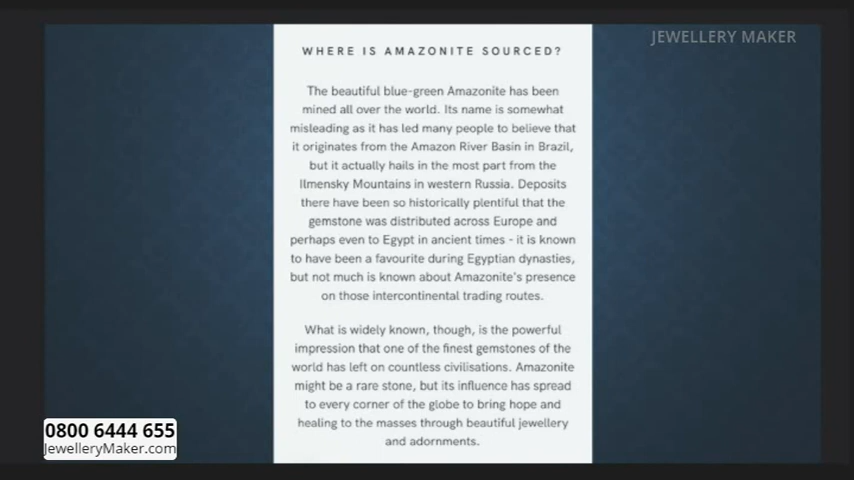 JEWELLERY MAKER
WHERE IS AMAZONITE SOURCED?
The beautiful blue-green Amazonite has been
mined all over the world. Its name is somewhat
misleading as it has led many people to believe that
it originates from the Amazon River Basin in Brazil,
but it actually hails in the most part from the
Ilmensky Mountains in western Russia. Deposits
there have been so historically plentiful that the
gemstone was distributed across Europe and
perhaps even to Egypt in ancient times - it is known
to have been a favourite during Egyptian dynasties,
but not much is known about Amazonite's presence
on those intercontinental trading routes.
What is widely known, though, is the powerful
impression that one of the finest gemstones of the
world has left on countless civilisations. Amazonite
might be a rare stone, but its influence has spread
to every corner of the globe to bring hope and
healing to the masses through beautiful jewellery
and adornments.
0800 6444 655
JewelleryMaker.com